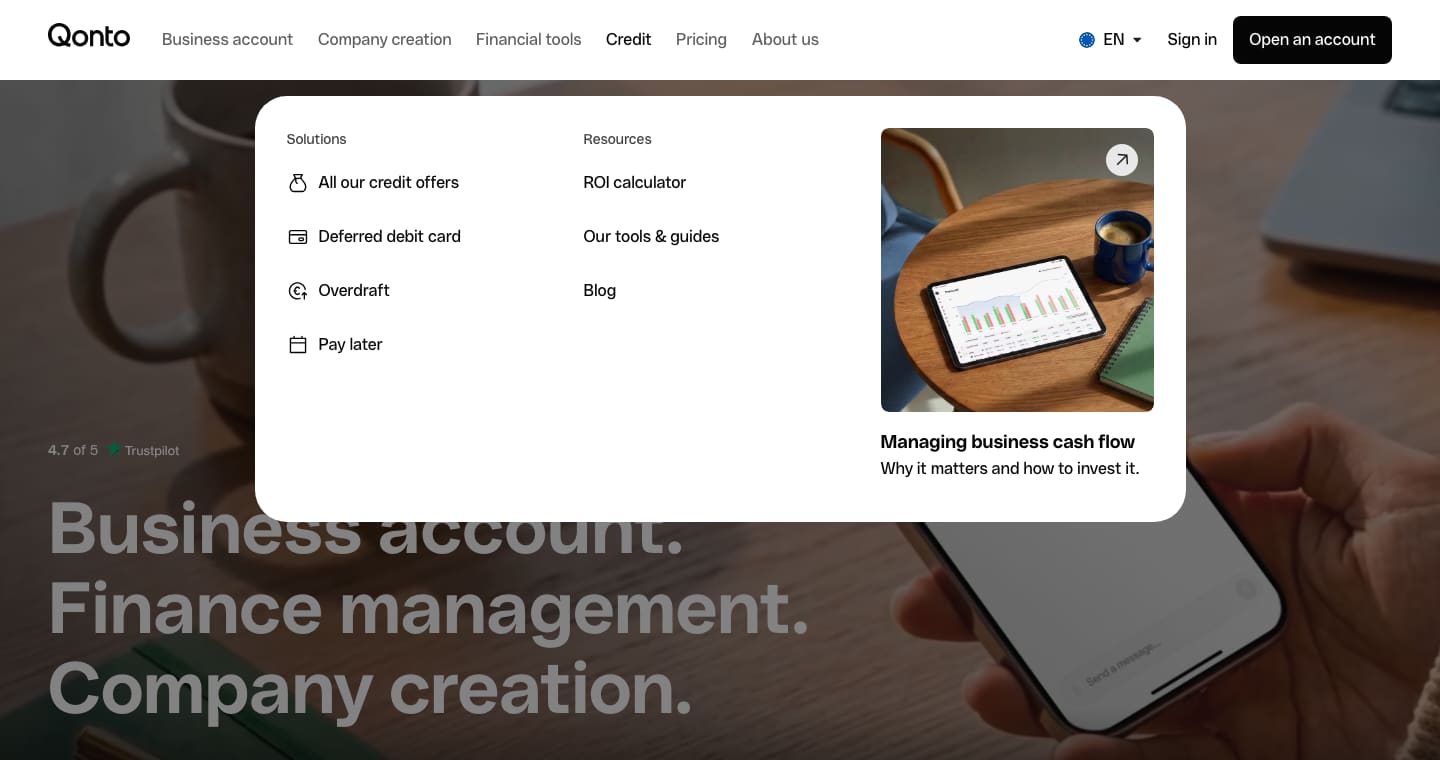 Qonto
Business account
Company creation
Financial tools
Credit
Pricing
About us
EN
Sign in
Open an account
Solutions
All our credit offers
Deferred debit card
Overdraft
Pay later
Resources
ROI calculator
Our tools & guides
Blog
Managing business cash flow
Why it matters and how to invest it.
4.7 of 5 Trustpilot
Business account.
Finance management.
Company creation.
Send a message...